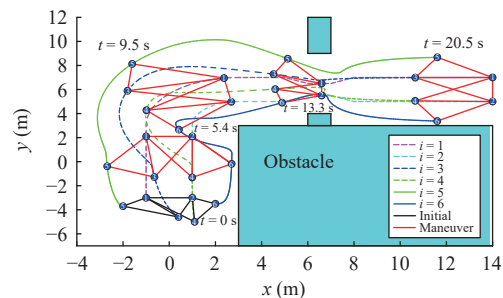 12
10
8
6
4
2
0
−2
−4
−6
y (m)
t = 9.5 s
t = 20.5 s
t = 13.3 s
t = 5.4 s
t = 0 s
Obstacle
i = 1
i = 2
i = 3
i = 4
i = 5
i = 6
Initial
Maneuver
−4 −2 0 2 4 6 8 10 12 14
x (m)